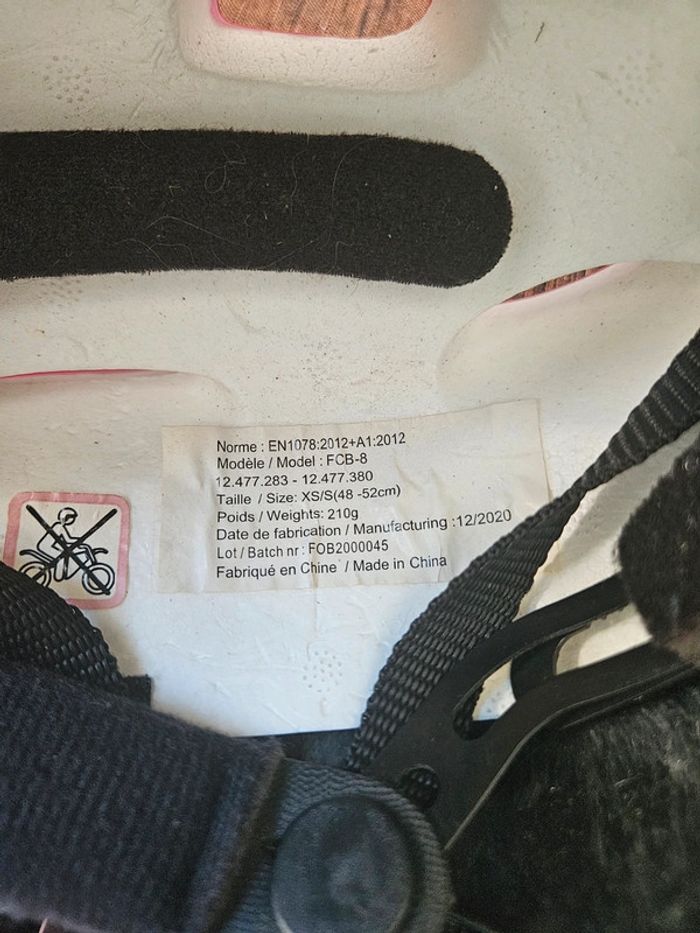 Norme : EN1078:2012+A1:2012
Modèle / Model : FCB-8
12.477.283 - 12.477.380
Taille / Size: XS/S(48 -52cm)
Poids / Weights: 210g
Date de fabrication / Manufacturing :12/2020
Lot / Batch nr : FOB2000045
Fabriqué en Chine / Made in China